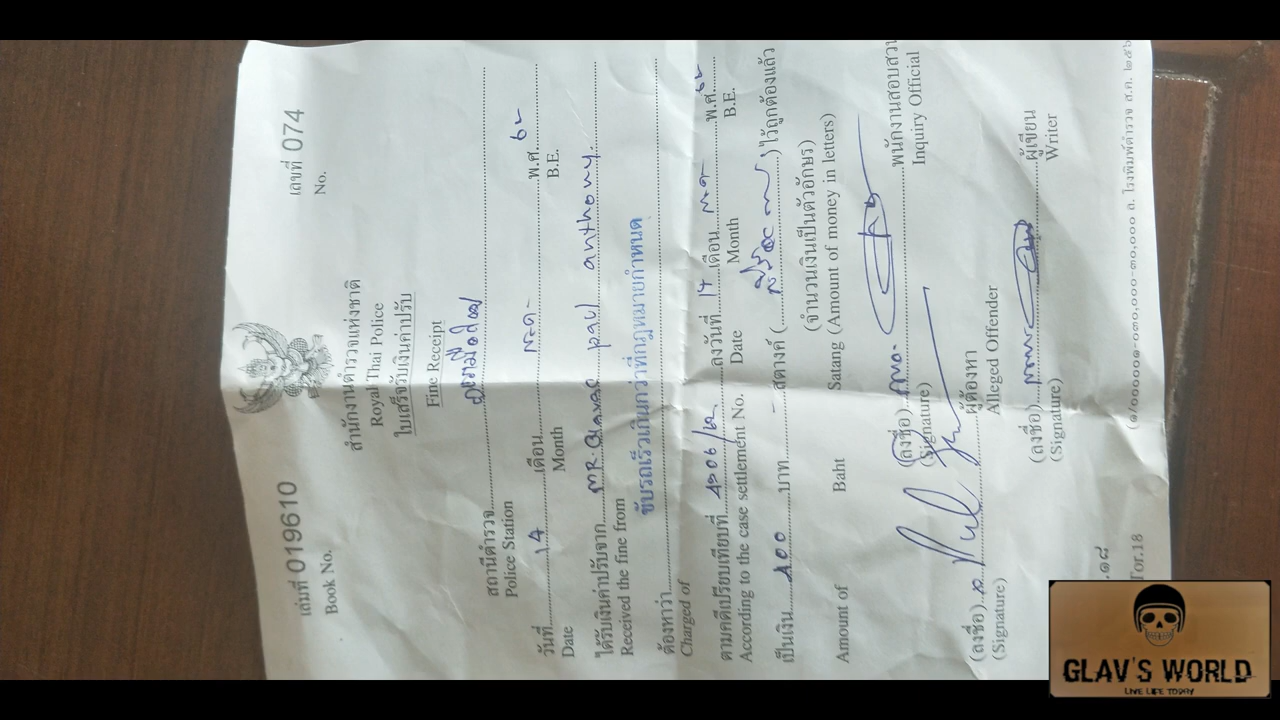 เล่มที่ 019610
Book No.
เลขที่ 074
No.
สำนักงานตำรวจแห่งชาติ
Royal Thai Police
ใบเสร็จรับเงินค่าปรับ
Fine Receipt
สถานีตำรวจ
Police Station
วันที่ 14 เดือน พ.ศ. 62
Date Month B.E.
ได้รับเงินค่าปรับจาก MR. paul anthony.
Received the fine from
ต้องหาว่า ขับรถเร็วเกินกว่าที่กฎหมายกำหนด
Charged of
ตามคดีเปรียบเทียบที่ ลงวันที่ 14 เดือน พ.ศ. 62
According to the case settlement No. Date Month B.E.
เป็นเงิน 400 บาท - สตางค์ ( ) ไว้ถูกต้องแล้ว
(จำนวนเงินเป็นตัวอักษร)
Amount of Baht Satang (Amount of money in letters)
(ลงชื่อ) พนักงานสอบสวน
(Signature) Inquiry Official
(ลงชื่อ) ผู้ต้องหา
(Signature) Alleged Offender
(ลงชื่อ) ผู้เขียน
(Signature) Writer
.๑๘
Tor.18
GLAV'S WORLD
LIVE LIFE TODAY